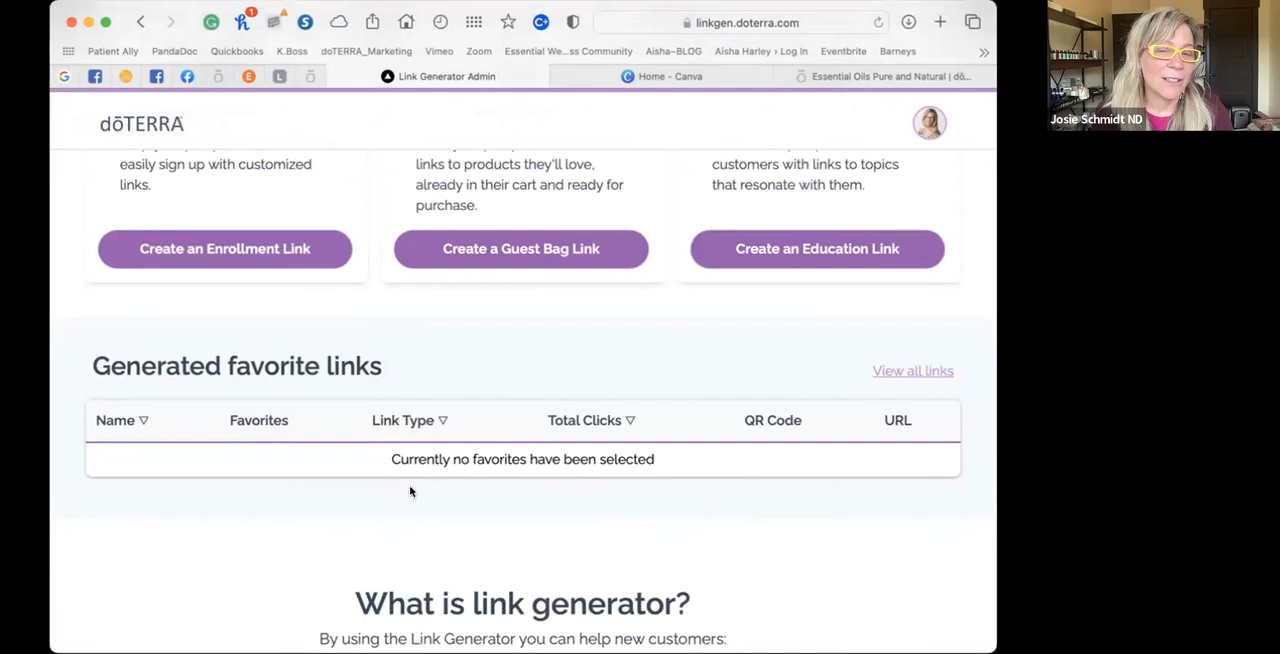 1
linkgen.doterra.com
Patient Ally PandaDoc Quickbooks K.Boss doTERRA_Marketing Vimeo Zoom Essential We...ss Community Aisha~BLOG Aisha Harley › Log In Eventbrite Barneys
Link Generator Admin Home – Canva Essential Oils Pure and Natural | dō...
dōTERRA
easily sign up with customized
links.
links to products they'll love,
already in their cart and ready for
purchase.
customers with links to topics
that resonate with them.
Create an Enrollment Link
Create a Guest Bag Link
Create an Education Link
Generated favorite links
View all links
Name Favorites Link Type Total Clicks QR Code URL
Currently no favorites have been selected
What is link generator?
By using the Link Generator you can help new customers:
Josie Schmidt ND